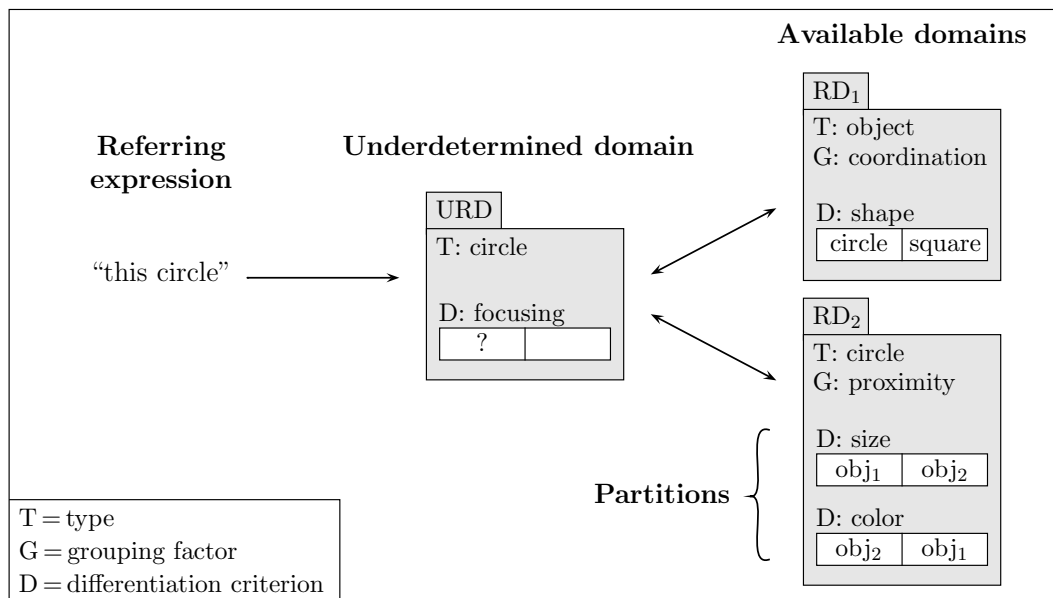 Available domains
RD₁
T: object
G: coordination
D: shape
circle square
Referring
expression
"this circle"
Underdetermined domain
URD
T: circle
D: focusing
?
RD₂
T: circle
G: proximity
D: size
obj₁ obj₂
D: color
obj₂ obj₁
Partitions
T = type
G = grouping factor
D = differentiation criterion